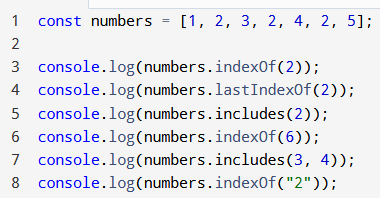 1 const numbers = [1, 2, 3, 2, 4, 2, 5];
2
3 console.log(numbers.indexOf(2));
4 console.log(numbers.lastIndexOf(2));
5 console.log(numbers.includes(2));
6 console.log(numbers.indexOf(6));
7 console.log(numbers.includes(3, 4));
8 console.log(numbers.indexOf("2"));